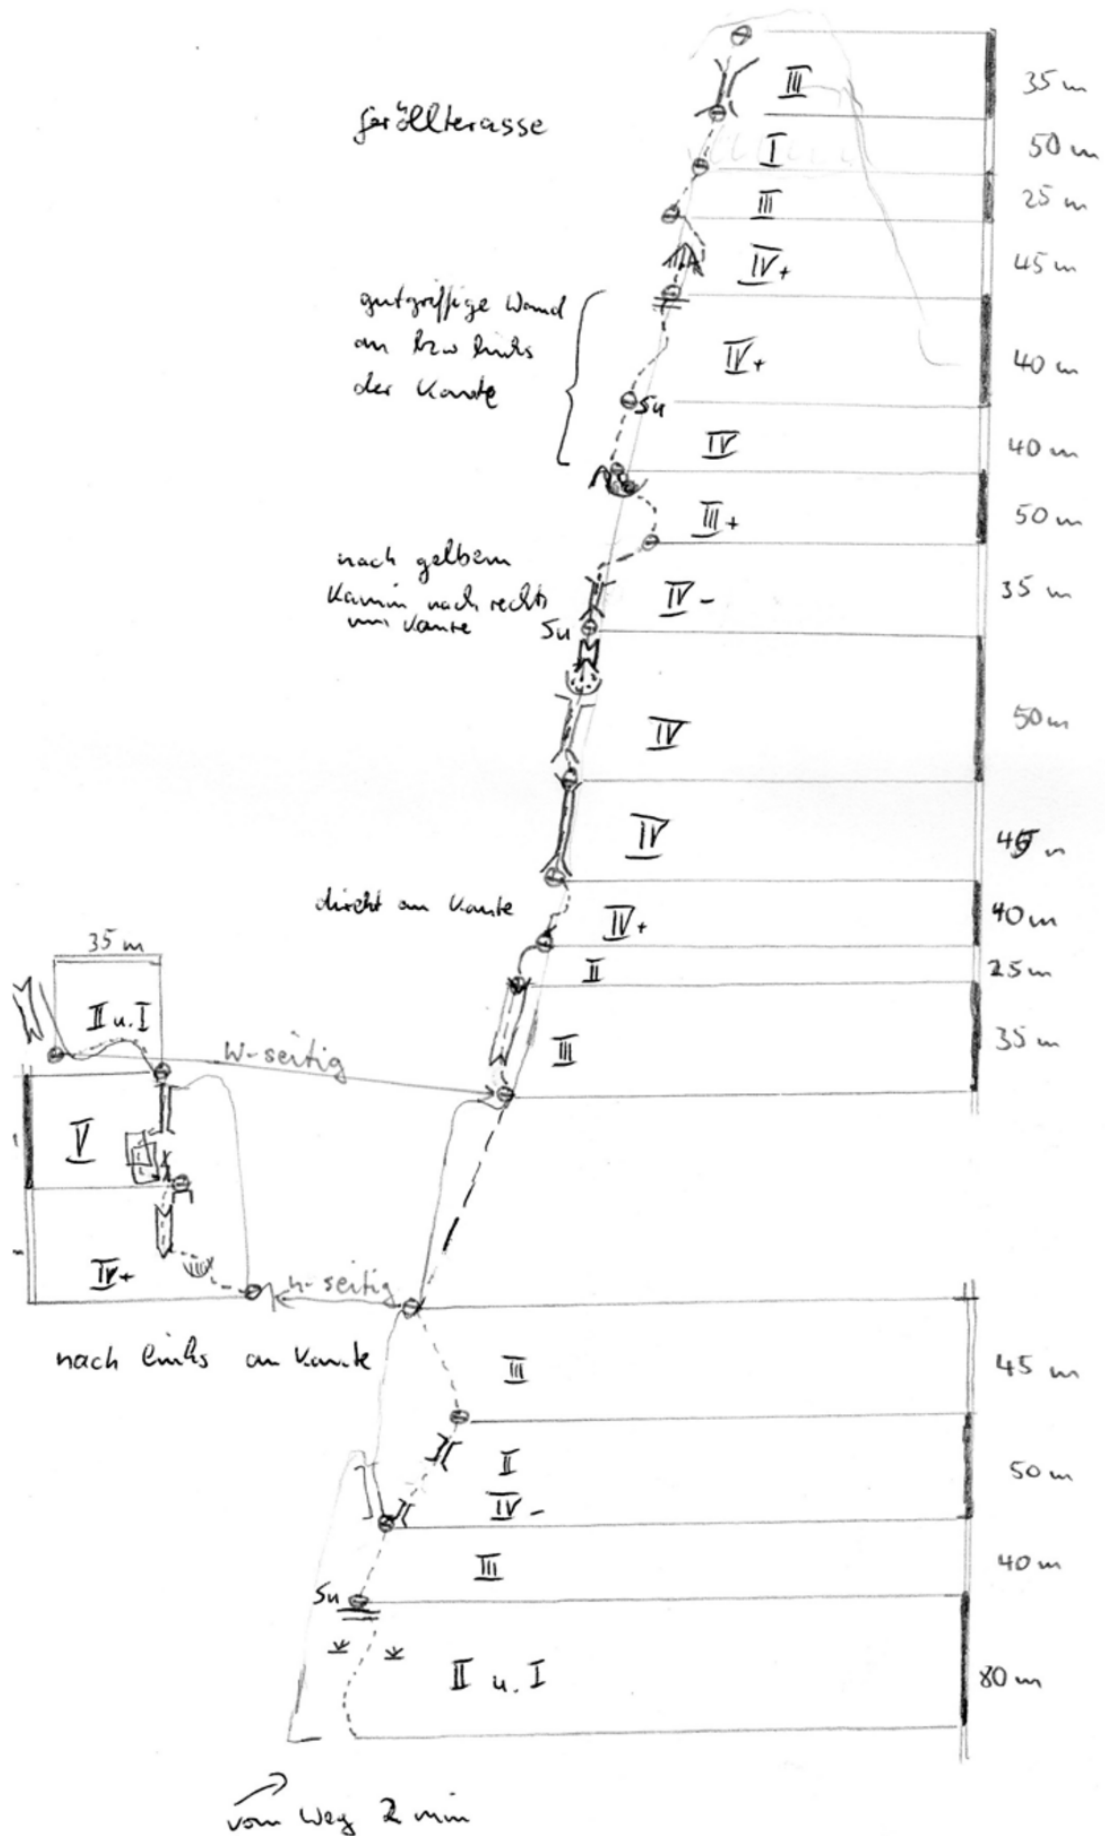 III 35 m
Geröllterasse
I 50 m
III 25 m
IV+ 45 m
gutgriffige Wand
an bzw links
der Kante
IV+ 40 m
Su
IV 40 m
III+ 50 m
nach gelbem
Kamin nach rechts
um Kante
IV- 35 m
Su
IV 50 m
IV 45 m
direkt an Kante
IV+ 40 m
35 m
II 25 m
II u. I
III 35 m
W-seitig
V
IV+
N-seitig
nach links an Kante
III 45 m
II 50 m
IV-
III 40 m
Su
II u. I 80 m
vom Weg 2 min